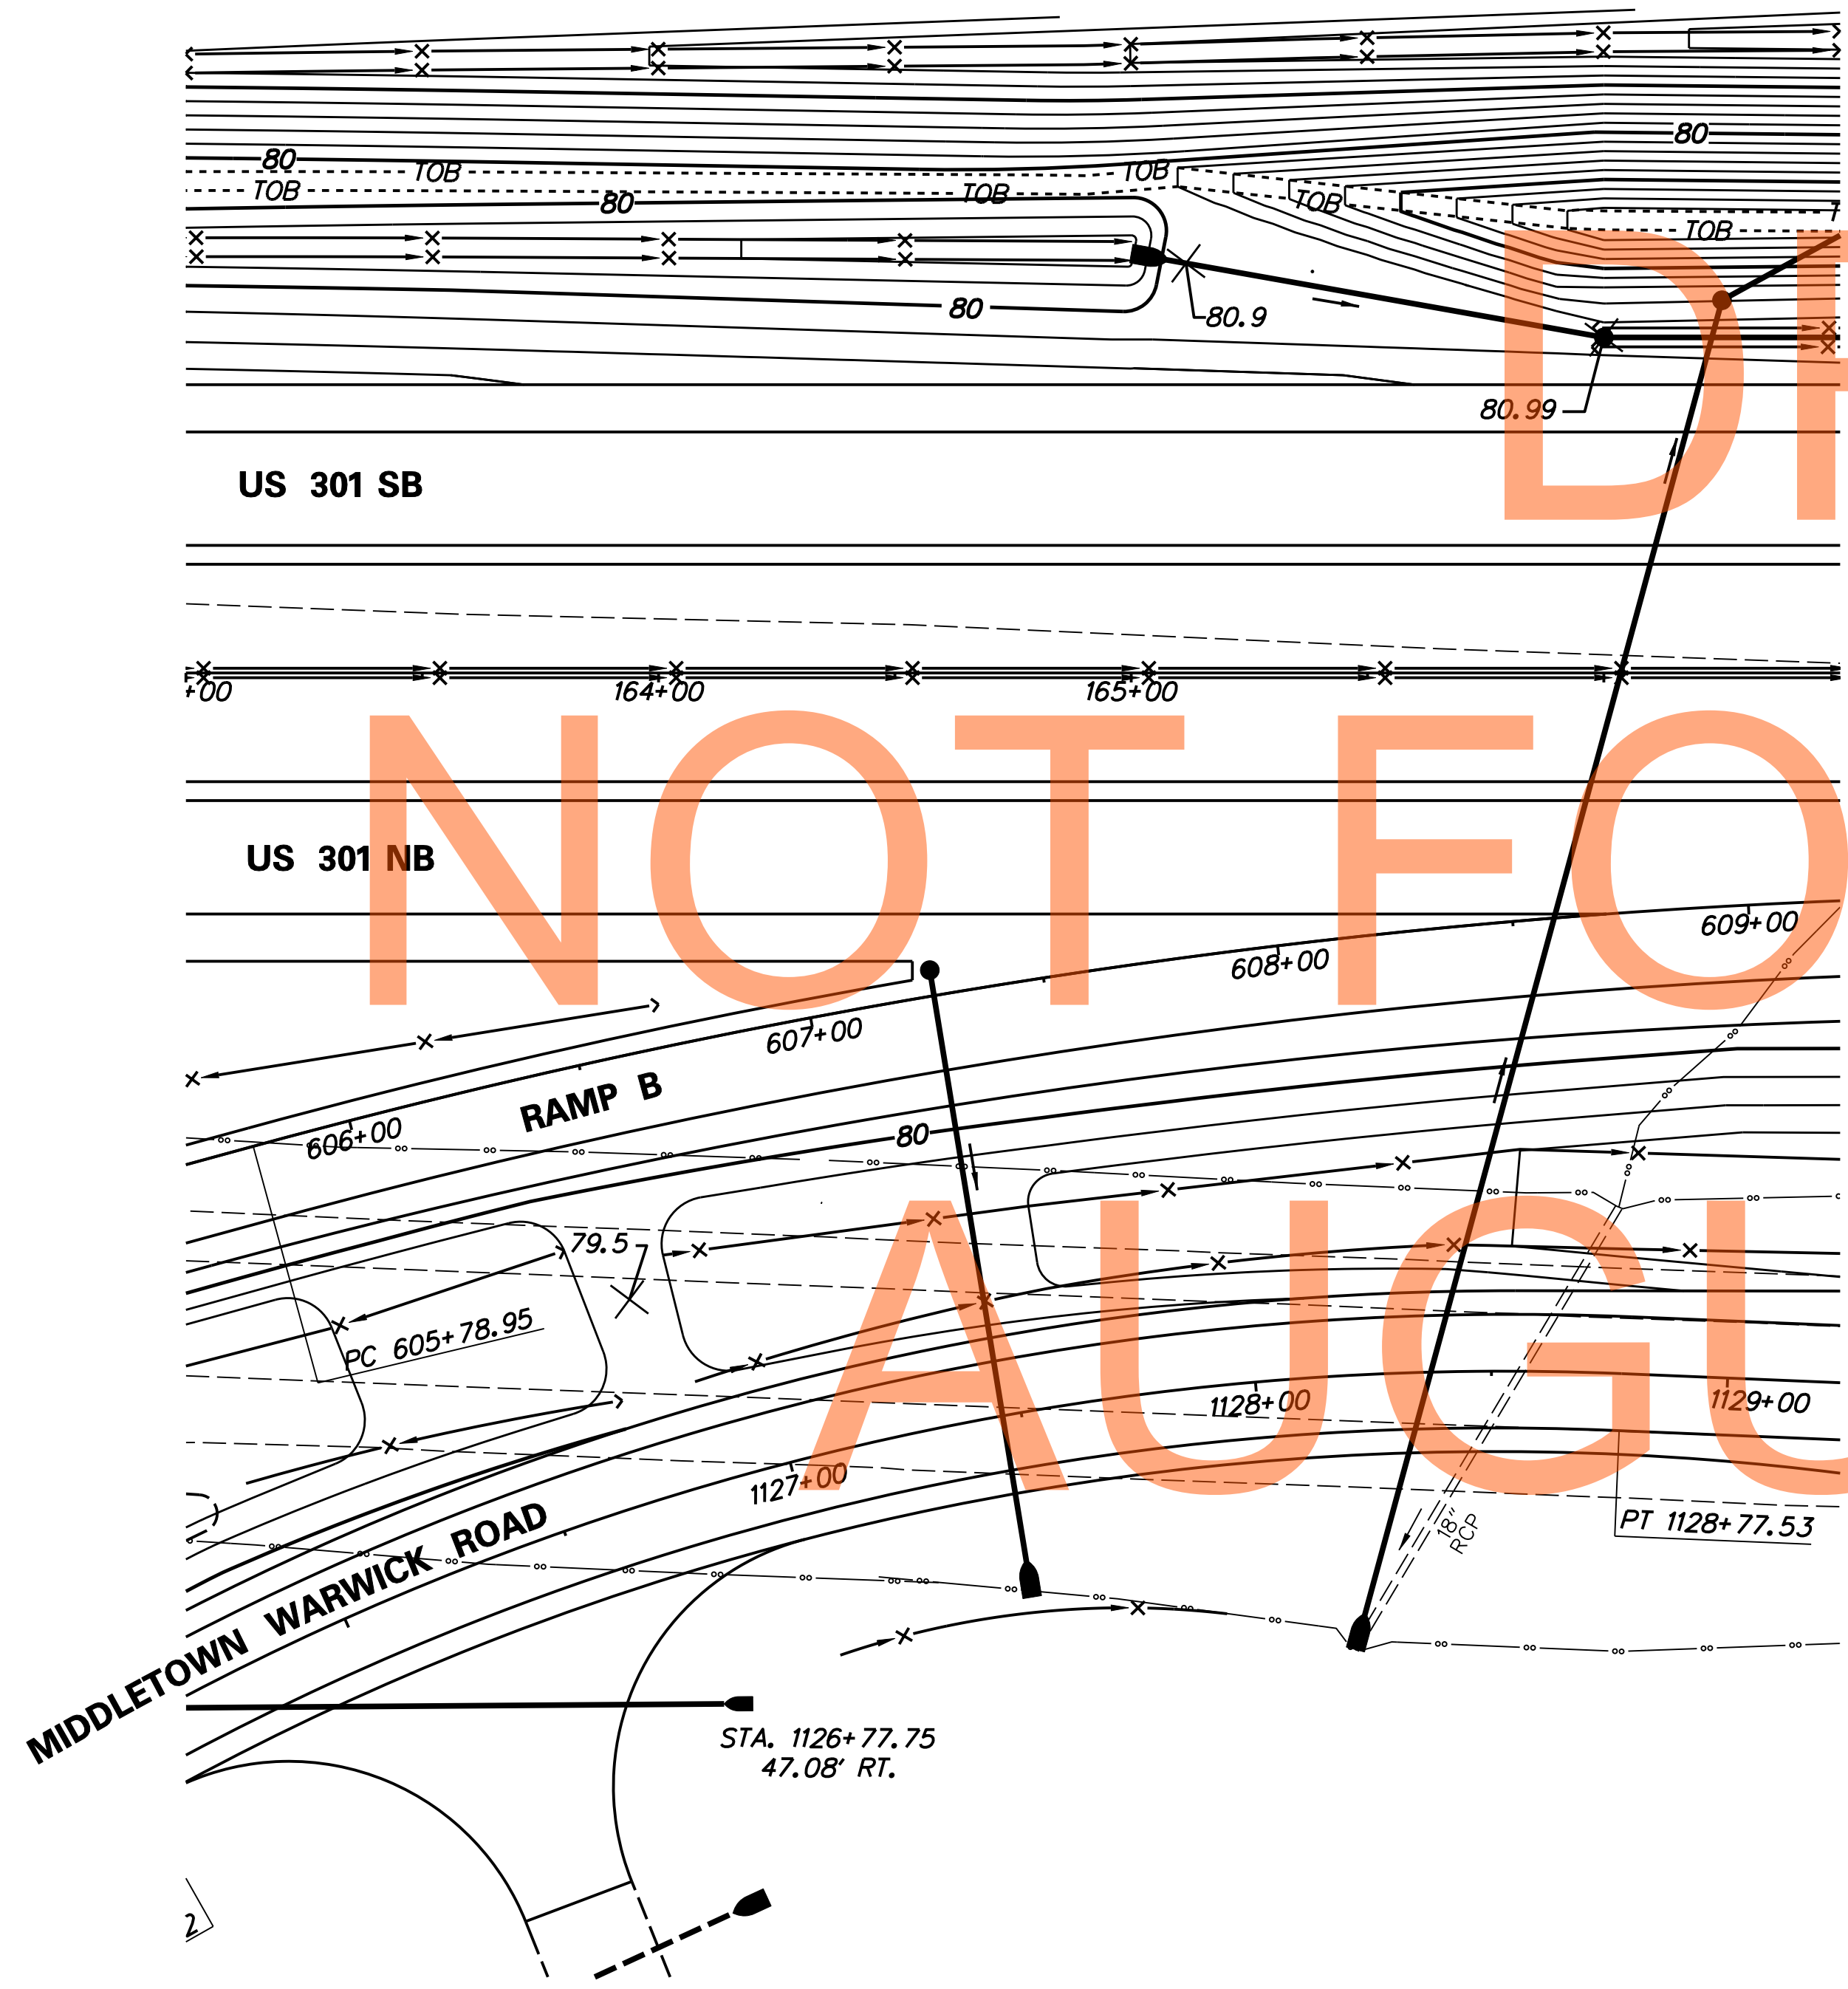 80
80
TOB
TOB
TOB
TOB
80
TOB
TOB
80
80.9
80.99
US 301 SB
+00
164+00
165+00
NOT FO
US 301 NB
609+00
608+00
607+00
RAMP B
606+00
80
79.5
AUGU
PC 605+78.95
1128+00
1129+00
1127+00
18"
RCP
PT 1128+77.53
MIDDLETOWN WARWICK ROAD
STA. 1126+77.75
47.08' RT.
2